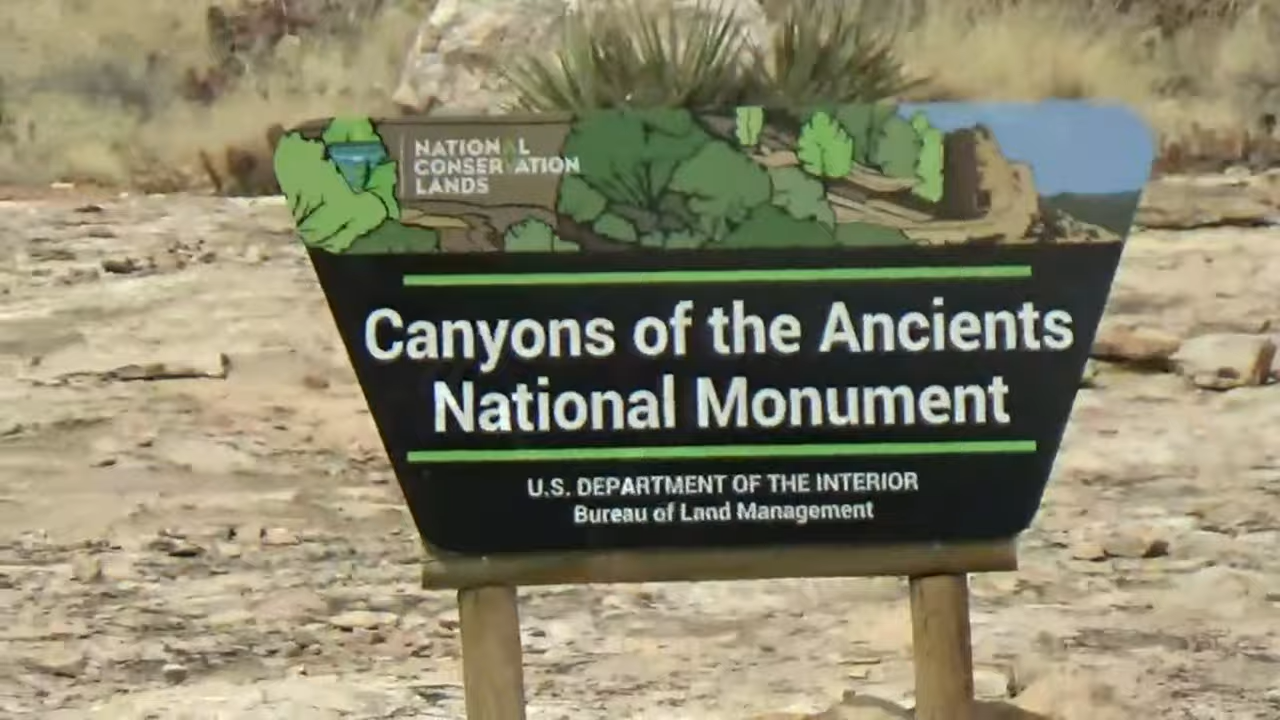 NATIONAL
CONSERVATION
LANDS
Canyons of the Ancients
National Monument
U.S. DEPARTMENT OF THE INTERIOR
Bureau of Land Management